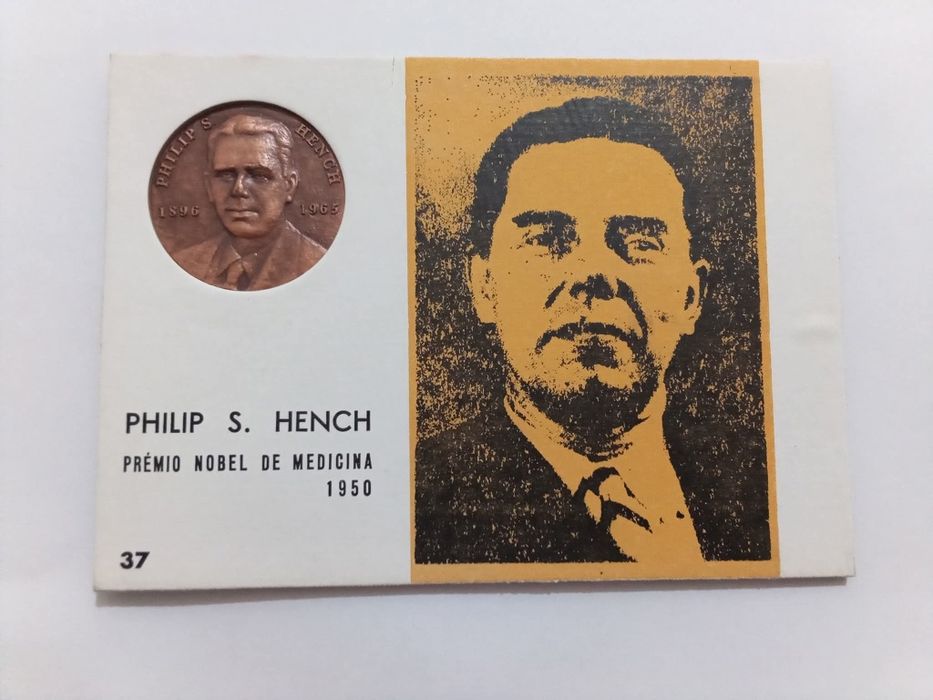 PHILIP S HENCH
1896 1965
PHILIP S. HENCH
PRÉMIO NOBEL DE MEDICINA
1950
37